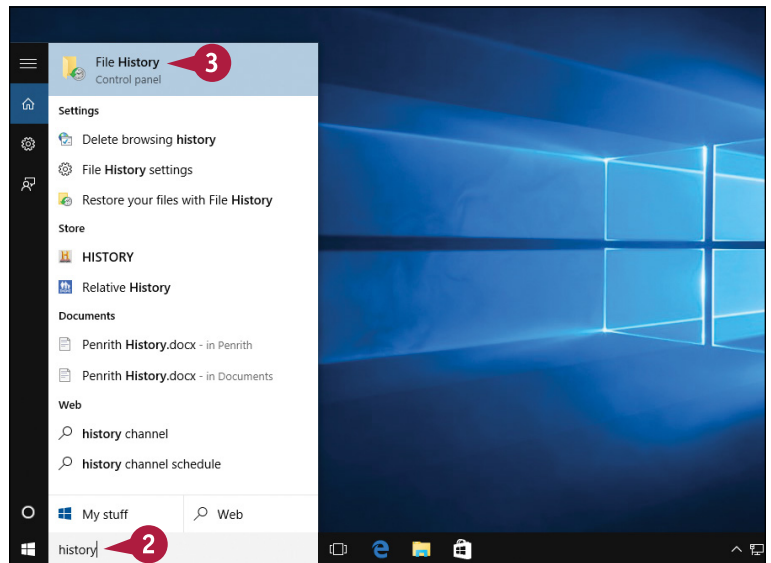 File History
3
Control panel
Settings
Delete browsing history
File History settings
Restore your files with File History
Store
H HISTORY
Relative History
Documents
Penrith History.docx - in Penrith
Penrith History.docx - in Documents
Web
history channel
history channel schedule
My stuff
Web
history
2